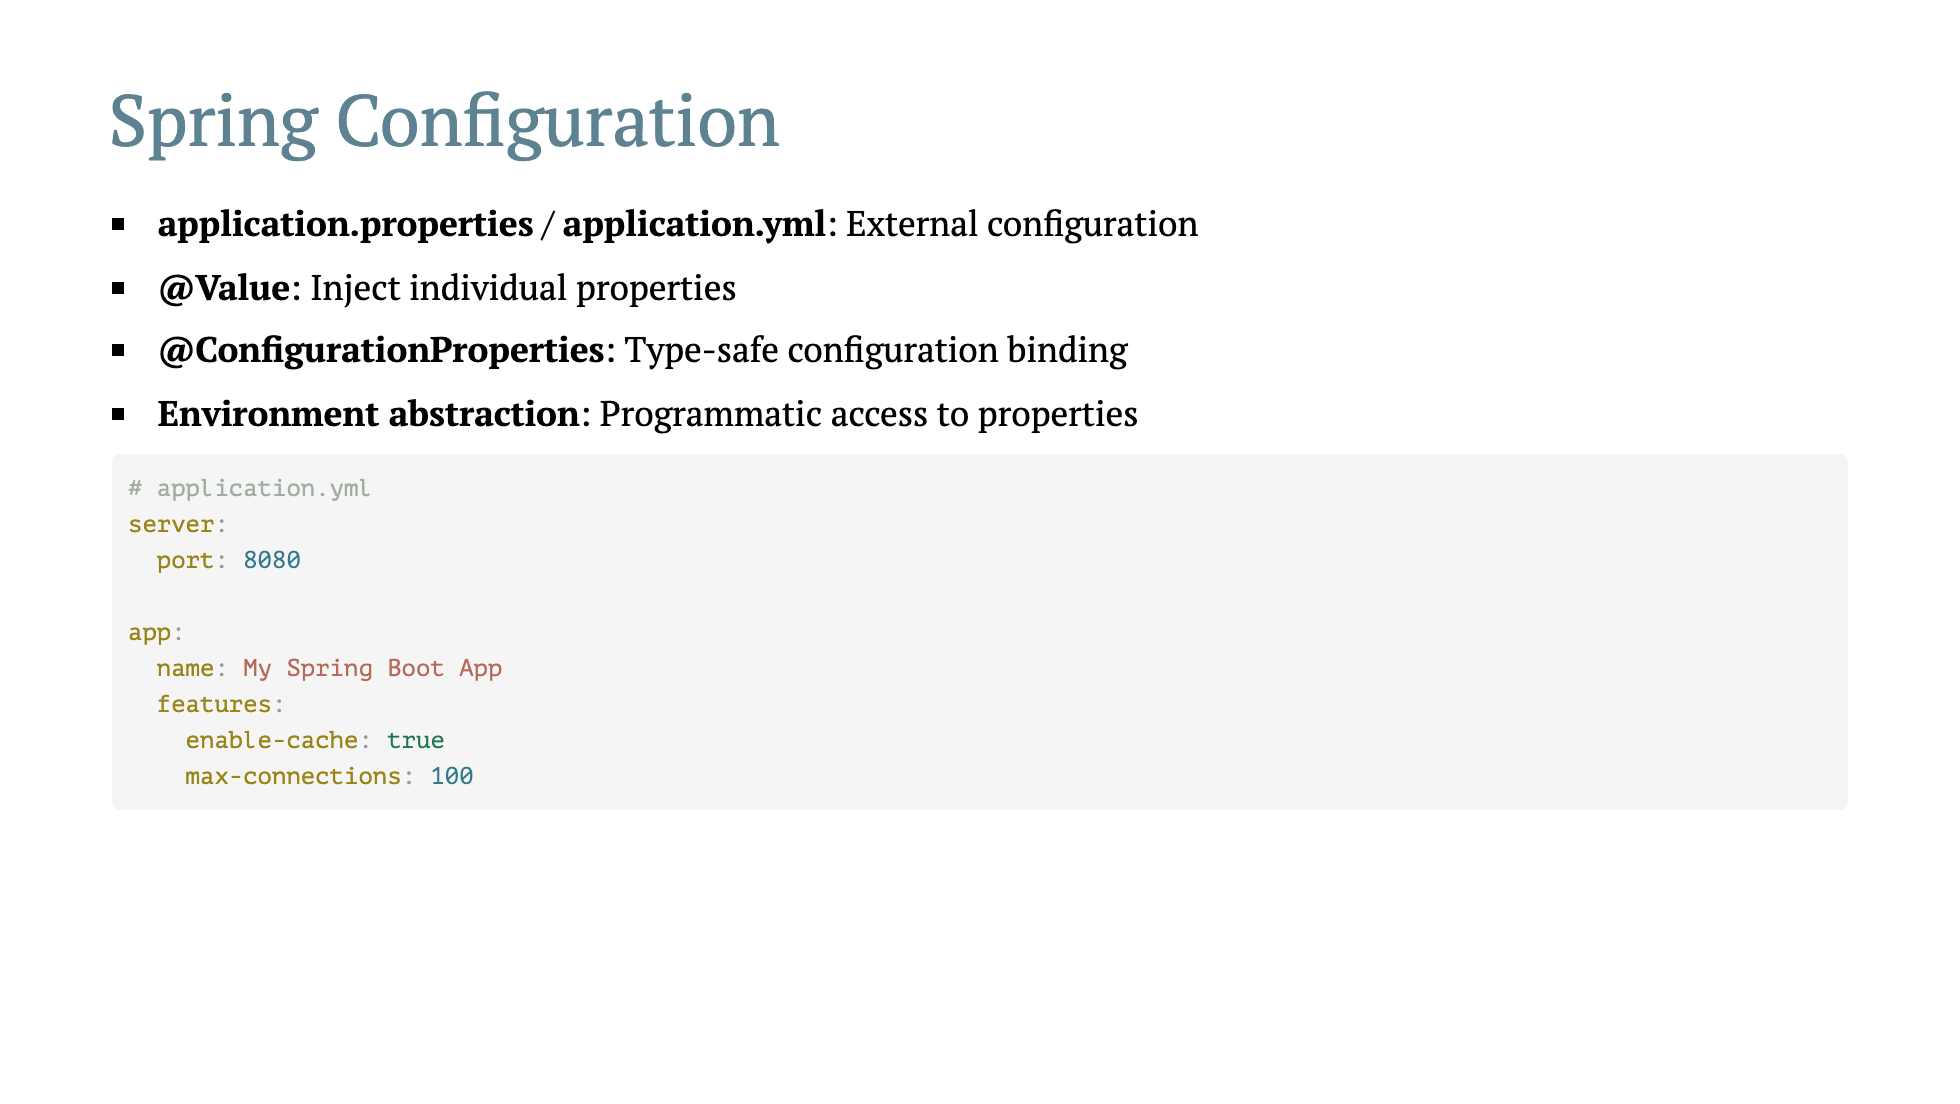 Spring Configuration
▪ application.properties / application.yml: External configuration
▪ @Value: Inject individual properties
▪ @ConfigurationProperties: Type-safe configuration binding
▪ Environment abstraction: Programmatic access to properties
# application.yml
server:
  port: 8080

app:
  name: My Spring Boot App
  features:
    enable-cache: true
    max-connections: 100